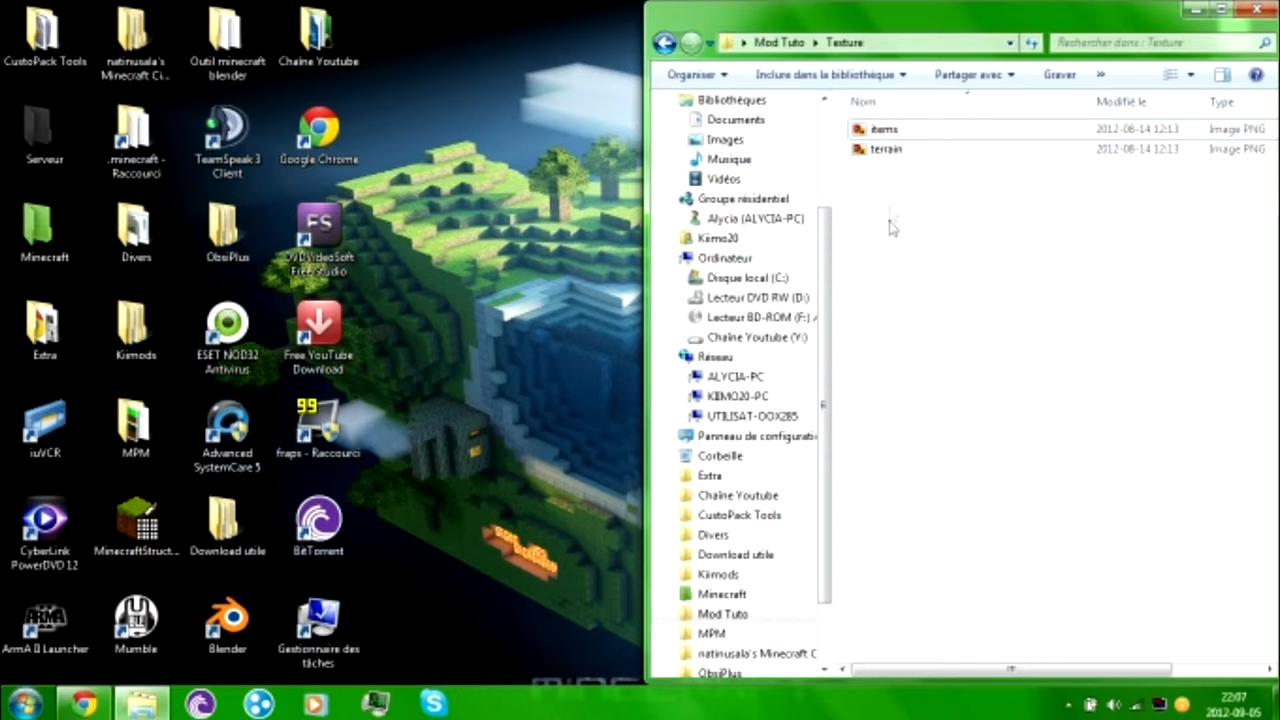 CustoPack Tools
natinusala's
Minecraft Ci...
Outil minecraft
blender
Chaîne Youtube
Serveur
.minecraft -
Raccourci
TeamSpeak 3
Client
Google Chrome
Minecraft
Divers
ObsiPlus
FS
DVDVideoSoft
Free Studio
Extra
Kiimods
ESET NOD32
Antivirus
Free YouTube
Download
iuVCR
MPM
Advanced
SystemCare 5
99
fraps - Raccourci
CyberLink
PowerDVD 12
MinecraftStruct...
Download utile
BitTorrent
ARMA
ArmA II Launcher
Mumble
Blender
Gestionnaire des
tâches
Mod Tuto
Texture
Rechercher dans : Texture
Organiser
Inclure dans la bibliothèque
Partager avec
Graver
»
Bibliothèques
Documents
Images
Musique
Vidéos
Groupe résidentiel
Alycia (ALYCIA-PC)
Kiimo20
Ordinateur
Disque local (C:)
Lecteur DVD RW (D:)
Lecteur BD-ROM (F:)
Chaîne Youtube (Y:)
Réseau
ALYCIA-PC
KIIMO20-PC
UTILISAT-OOX285
Panneau de configurati
Corbeille
Extra
Chaîne Youtube
CustoPack Tools
Divers
Download utile
Kiimods
Minecraft
Mod Tuto
MPM
natinusala's Minecraft C
ObsiPlus
Nom
Modifié le
Type
items
2012-08-14 12:13
Image PNG
terrain
2012-08-14 12:13
Image PNG
22:07
2012-09-05